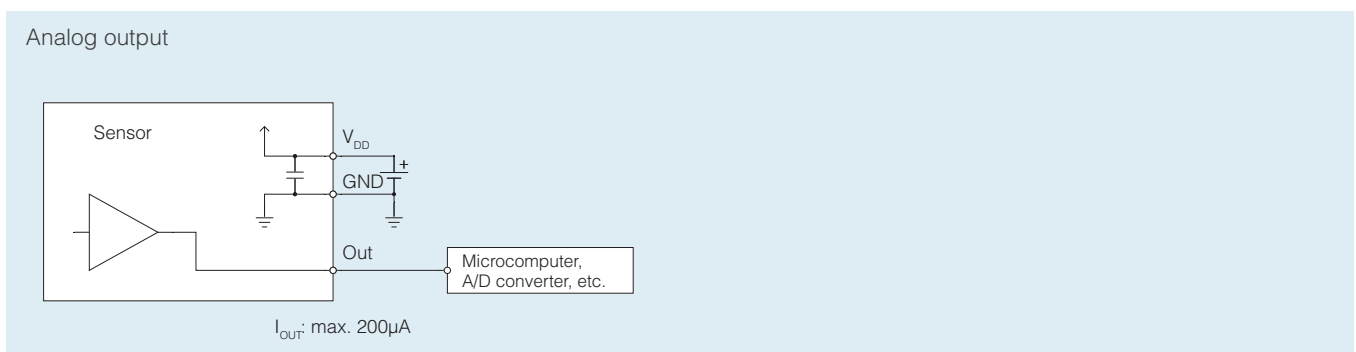 Analog output
Sensor
V_DD
+
GND
Out
Microcomputer,
A/D converter, etc.
I_OUT: max. 200µA